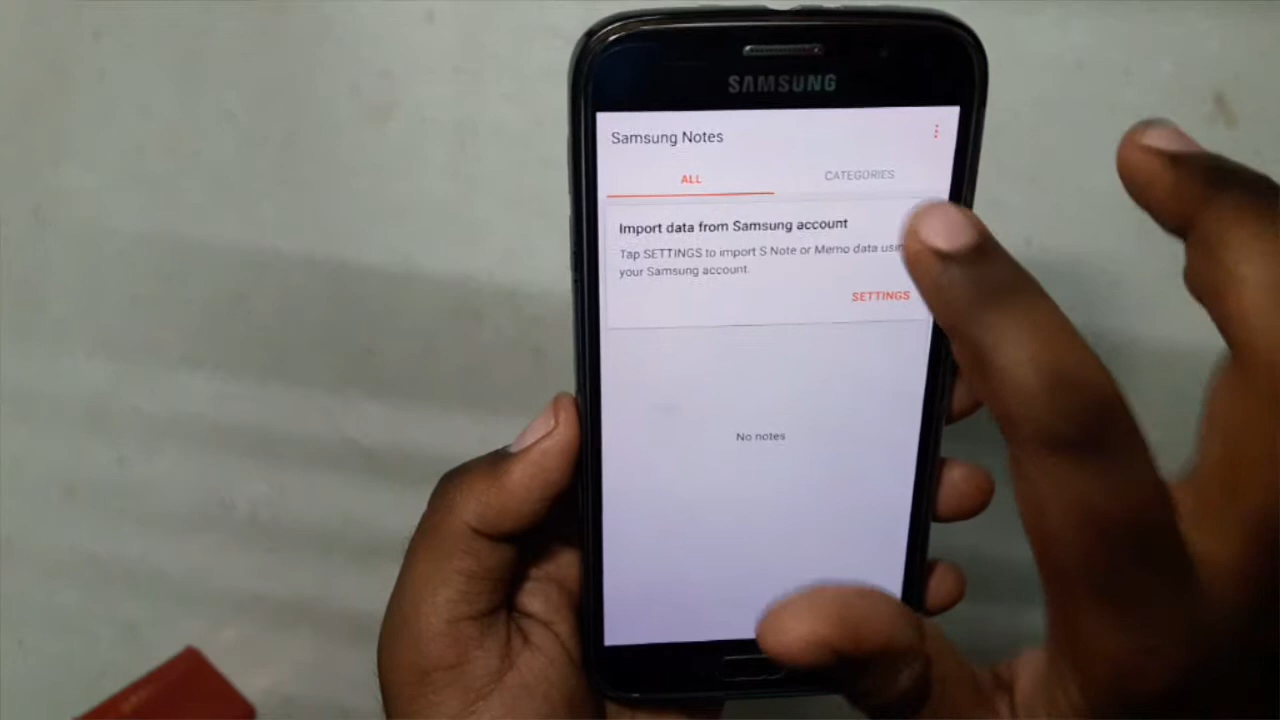 SAMSUNG
Samsung Notes
ALL
CATEGORIES
Import data from Samsung account
Tap SETTINGS to import S Note or Memo data
your Samsung account.
SETTINGS
No notes